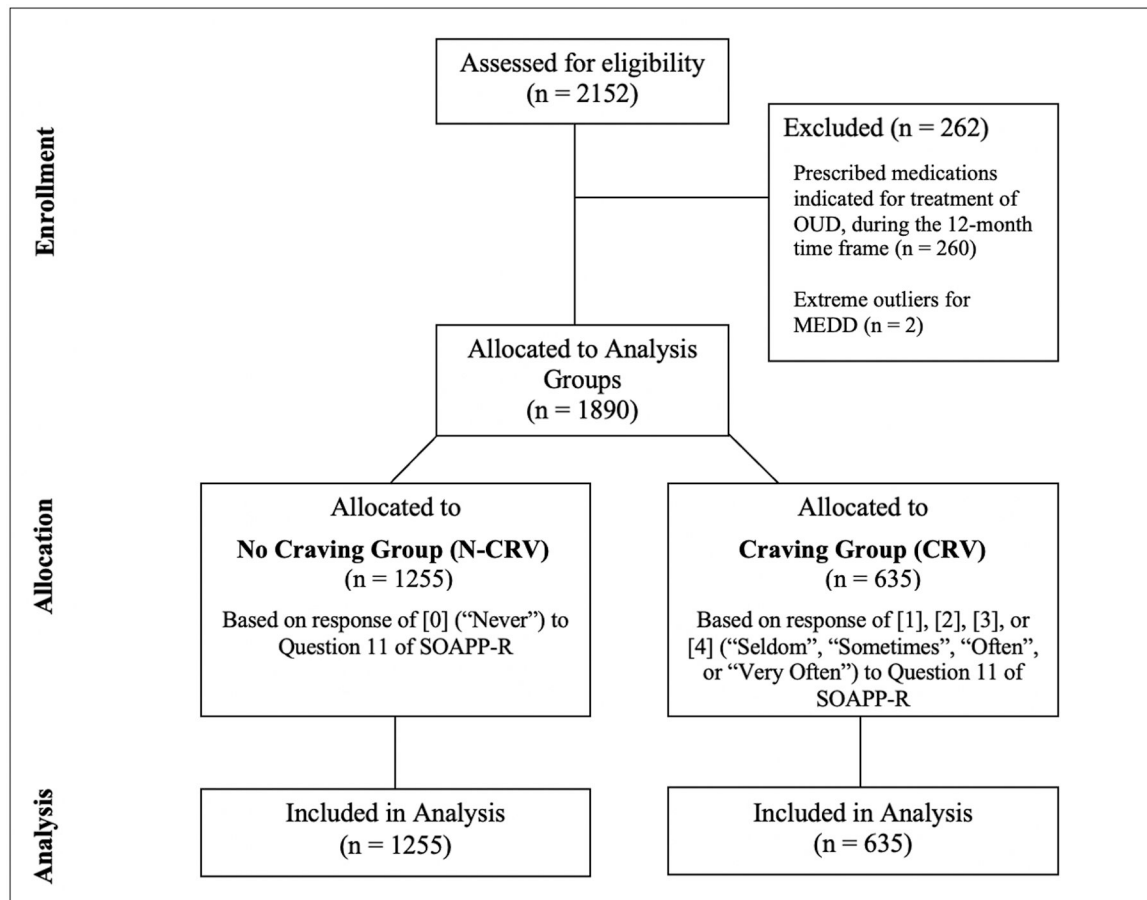 Enrollment
Assessed for eligibility
(n = 2152)
Excluded (n = 262)
Prescribed medications
indicated for treatment of
OUD, during the 12-month
time frame (n = 260)
Extreme outliers for
MEDD (n = 2)
Allocated to Analysis
Groups
(n = 1890)
Allocation
Allocated to
No Craving Group (N-CRV)
(n = 1255)
Based on response of [0] (“Never”) to
Question 11 of SOAPP-R
Allocated to
Craving Group (CRV)
(n = 635)
Based on response of [1], [2], [3], or
[4] (“Seldom”, “Sometimes”, “Often”,
or “Very Often”) to Question 11 of
SOAPP-R
Analysis
Included in Analysis
(n = 1255)
Included in Analysis
(n = 635)